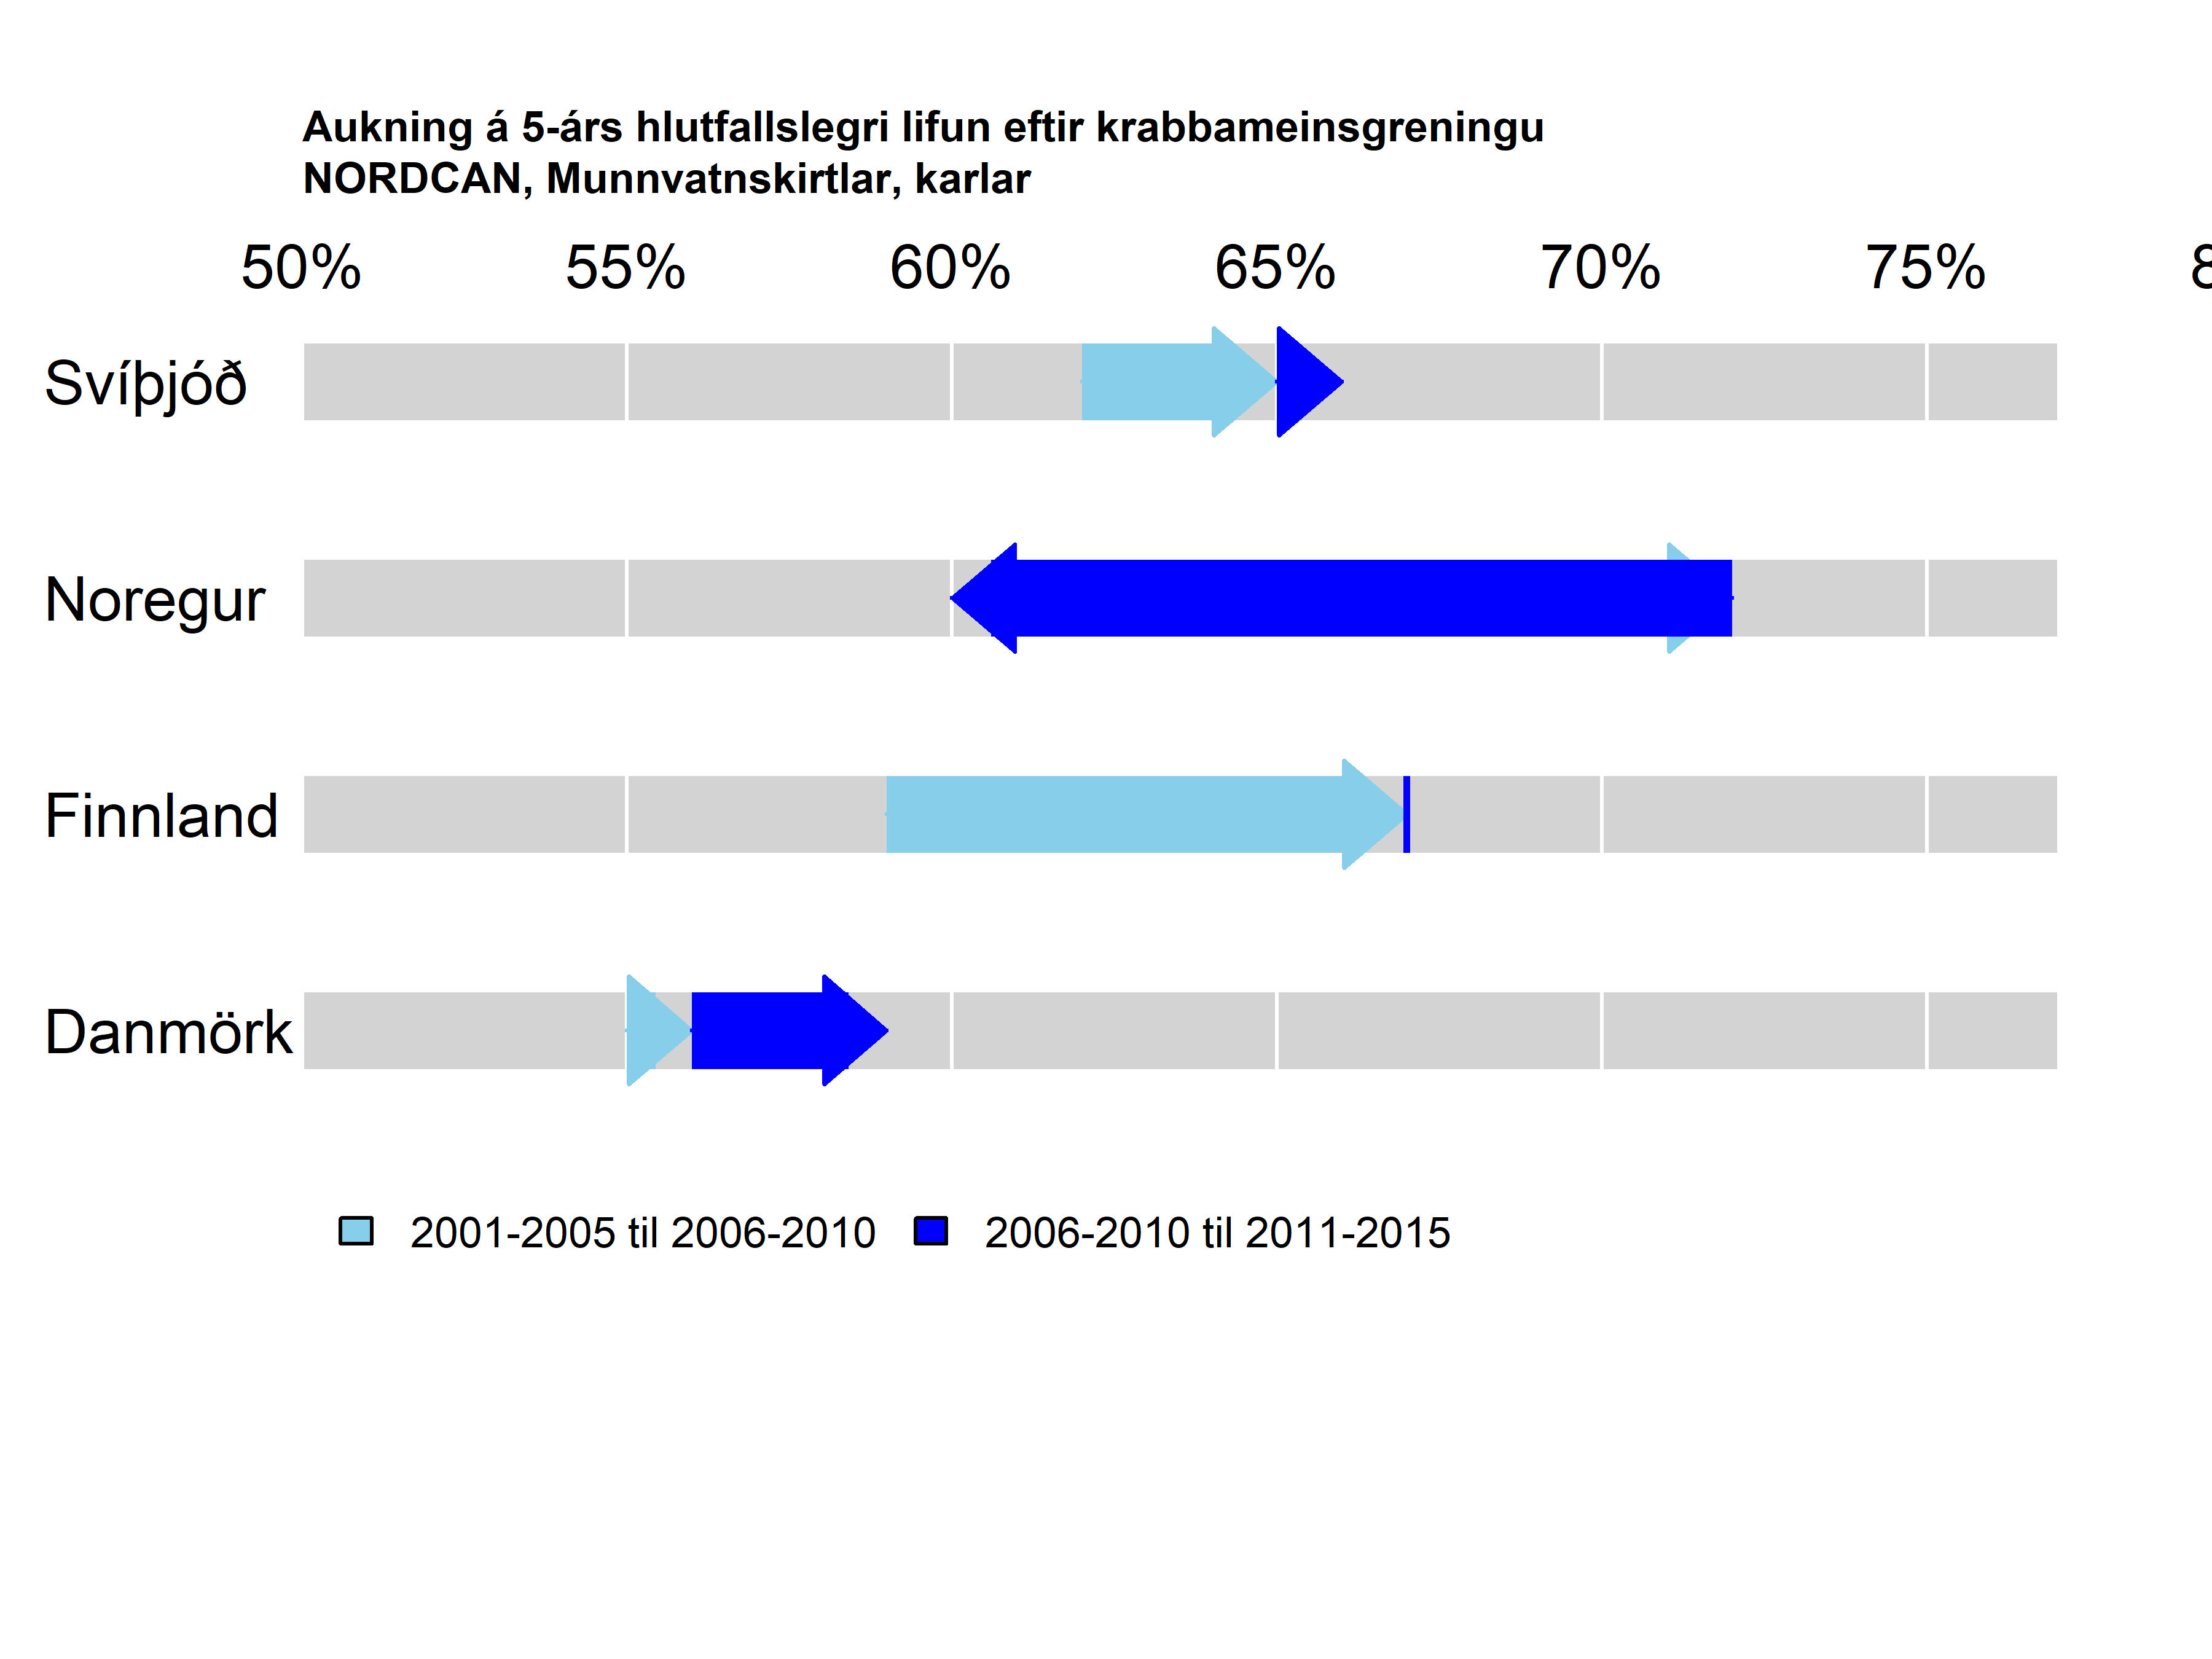 Aukning á 5-árs hlutfallslegri lifun eftir krabbameinsgreningu
NORDCAN, Munnvatnskirtlar, karlar
50% 55% 60% 65% 70% 75% 8
Svíþjóð
Noregur
Finnland
Danmörk
2001-2005 til 2006-2010 2006-2010 til 2011-2015